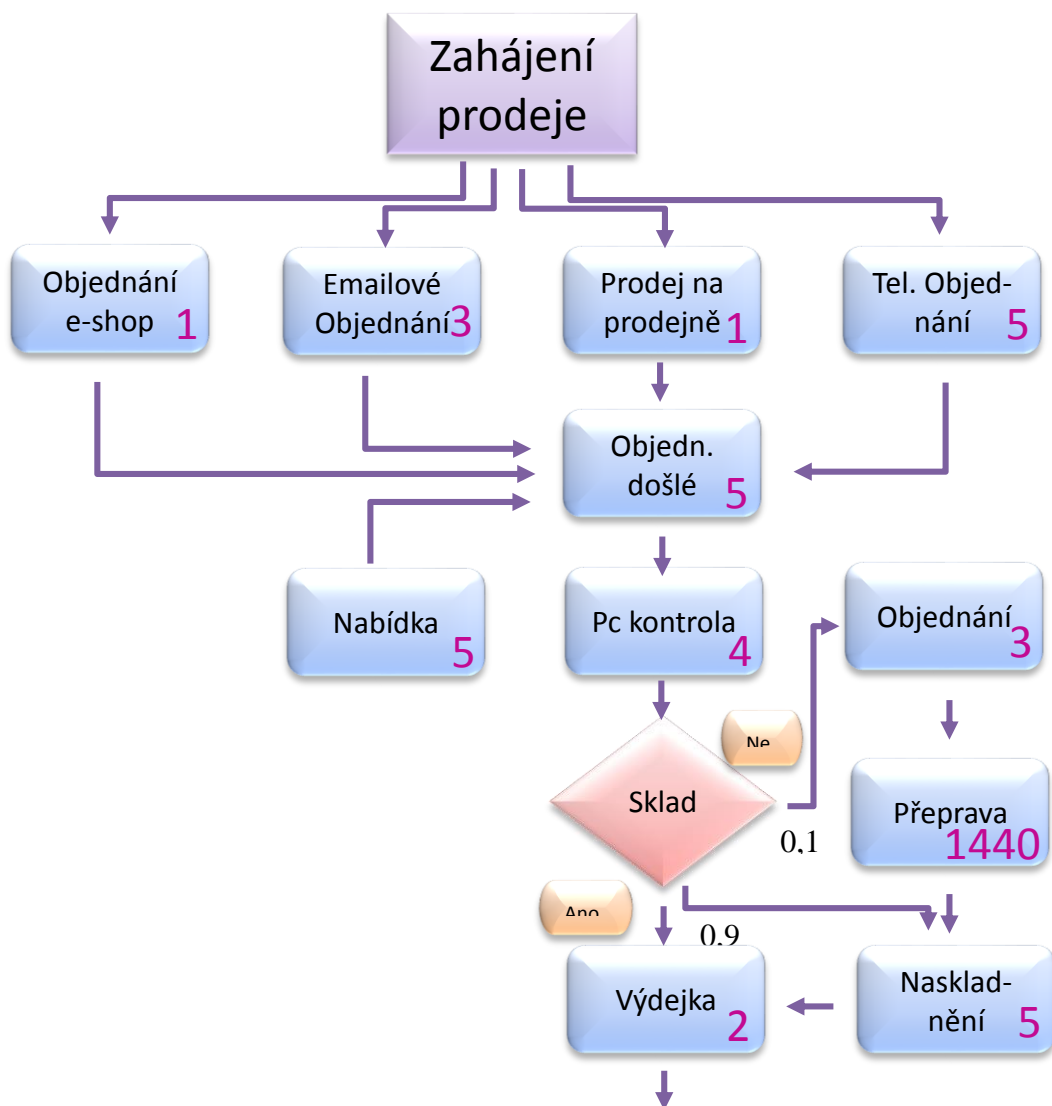 Zahájení
prodeje
Objednání
e-shop
1
Emailové
Objednání
3
Prodej na
prodejně
1
Tel. Objed-
nání
5
Objedn.
došlé
5
Nabídka
5
Pc kontrola
4
Objednání
3
Ne
Sklad
0,1
Přeprava
1440
Ano
0,9
Výdejka
2
Nasklad-
nění
5